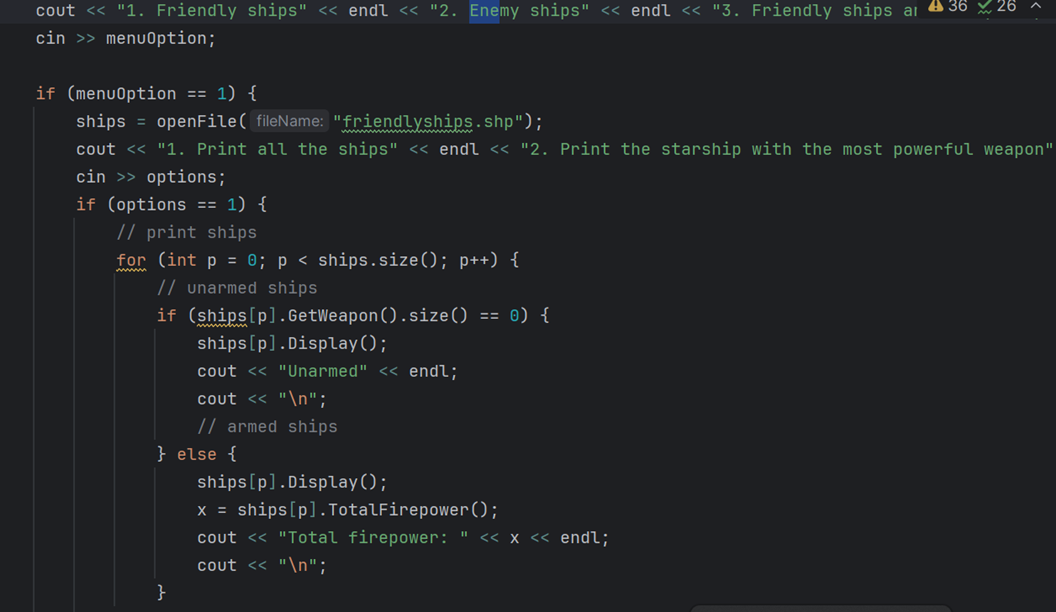 cout << "1. Friendly ships" << endl << "2. Enemy ships" << endl << "3. Friendly ships 36 26
cin >> menuOption;
if (menuOption == 1) {
ships = openFile( fileName: "friendlyships.shp");
cout << "1. Print all the ships" << endl << "2. Print the starship with the most powerful weapon"
cin >> options;
if (options == 1) {
// print ships
for (int p = 0; p < ships.size(); p++) {
// unarmed ships
if (ships[p].GetWeapon().size() == 0) {
ships[p].Display();
cout << "Unarmed" << endl;
cout << "\n";
// armed ships
} else {
ships[p].Display();
x = ships[p].TotalFirepower();
cout << "Total firepower: " << x << endl;
cout << "\n";
}